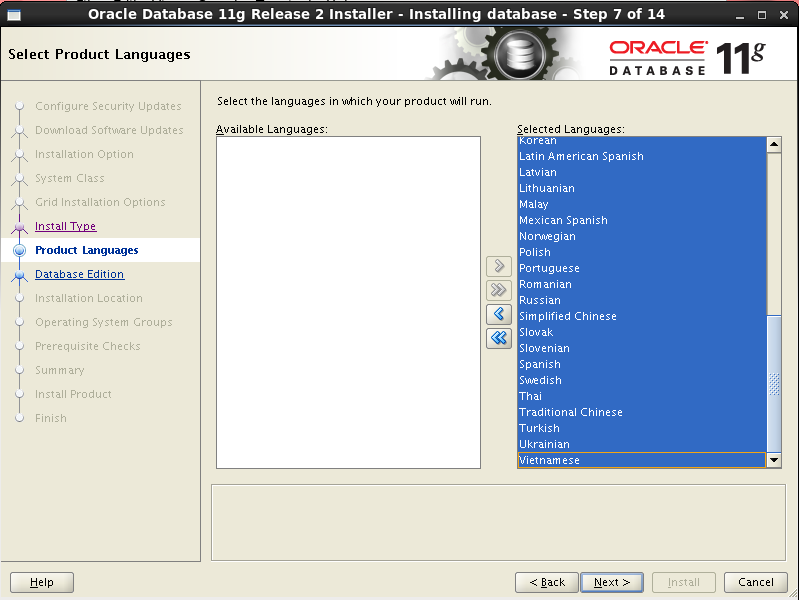 Oracle Database 11g Release 2 Installer - Installing database - Step 7 of 14
Select Product Languages
ORACLE
DATABASE
11g
Configure Security Updates
Download Software Updates
Installation Option
System Class
Grid Installation Options
Install Type
Product Languages
Database Edition
Installation Location
Operating System Groups
Prerequisite Checks
Summary
Install Product
Finish
Select the languages in which your product will run.
Available Languages:
Selected Languages:
Korean
Latin American Spanish
Latvian
Lithuanian
Malay
Mexican Spanish
Norwegian
Polish
Portuguese
Romanian
Russian
Simplified Chinese
Slovak
Slovenian
Spanish
Swedish
Thai
Traditional Chinese
Turkish
Ukrainian
Vietnamese
Help
< Back
Next >
Install
Cancel